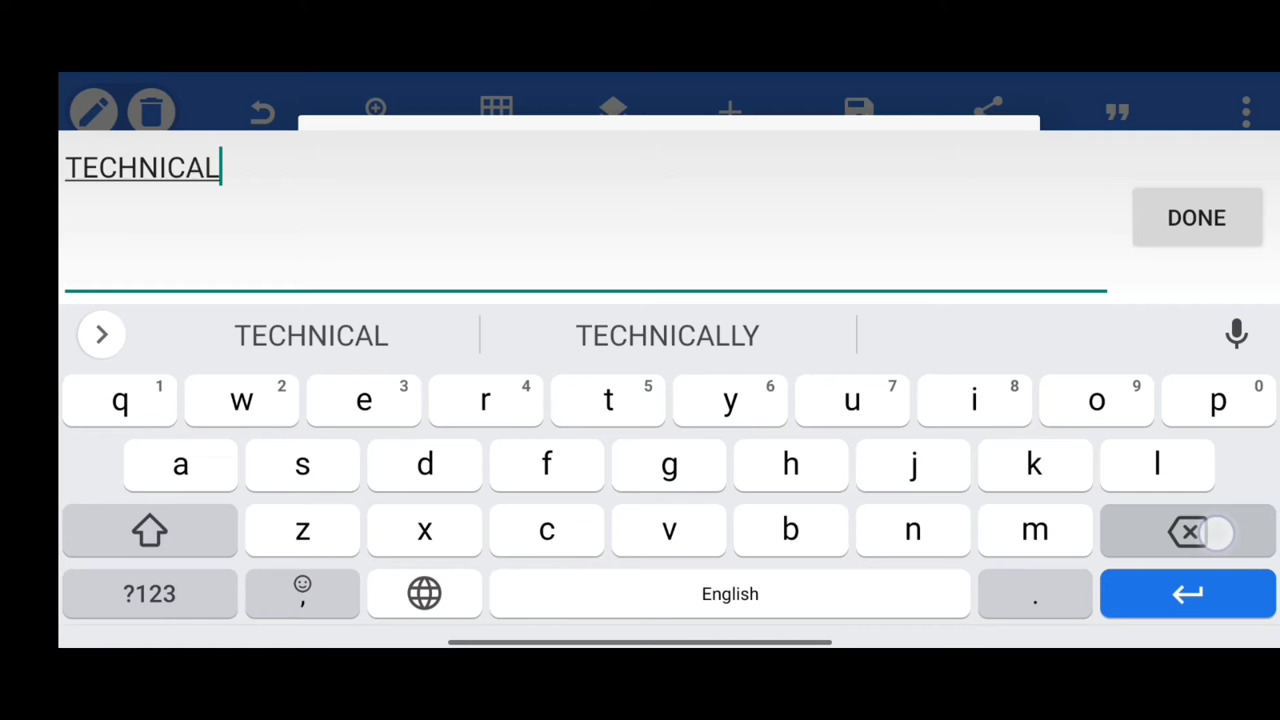 TECHNICAL
DONE
TECHNICAL TECHNICALLY
q 1 w 2 e 3 r 4 t 5 y 6 u 7 i 8 o 9 p 0
a s d f g h j k l
z x c v b n m
?123 , English .